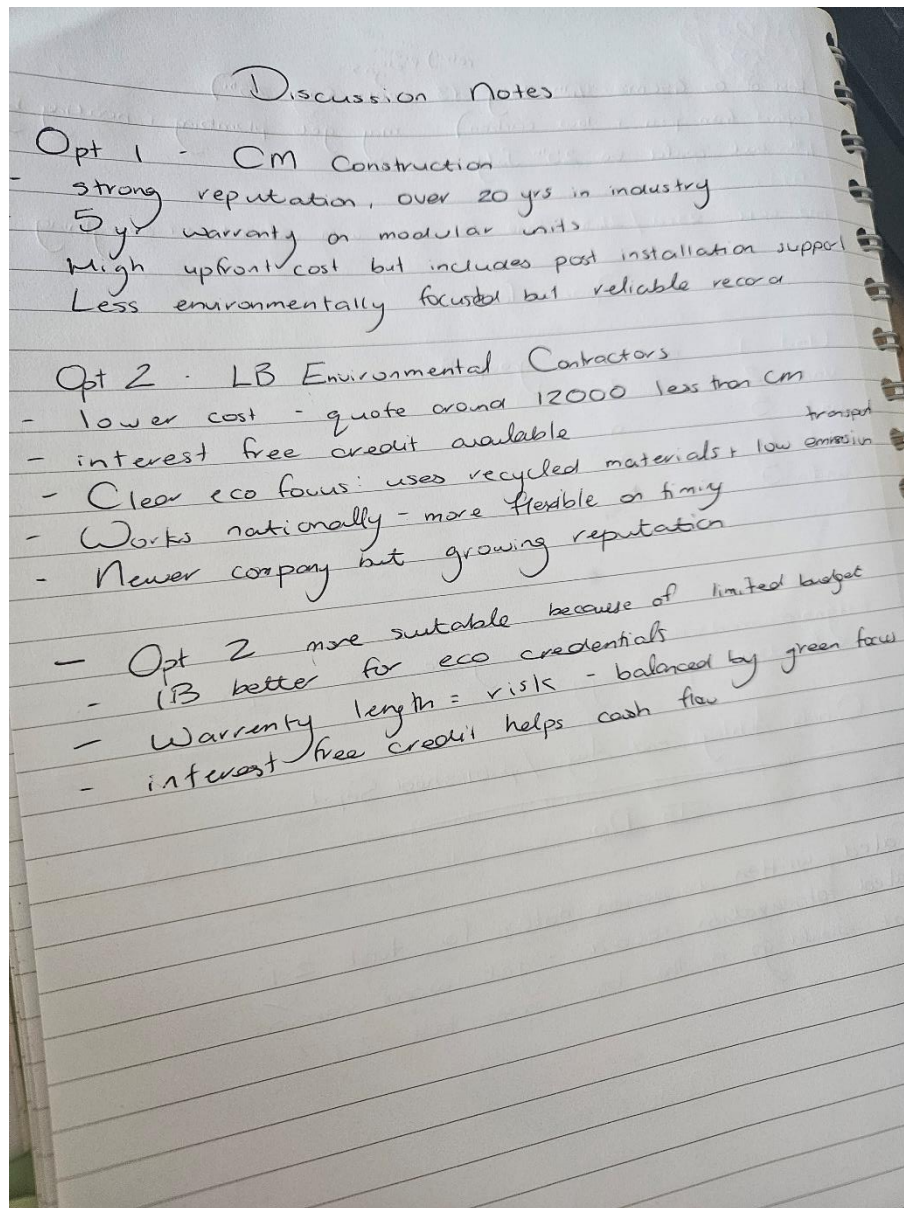 Discussion Notes
Opt 1 - CM Construction
- strong reputation, over 20 yrs in industry
5 yr warranty on modular units
High upfront cost but includes post installation support
Less environmentally focused but reliable record
Opt 2 - LB Environmental Contractors
- lower cost - quote around 12000 less than CM
- interest free credit available
- Clear eco focus: uses recycled materials + low emission transport
- Works nationally - more flexible on timing
- Newer company but growing reputation
- Opt 2 more suitable because of limited budget
- LB better for eco credentials
- Warrenty length = risk - balanced by green focus
- interest free credit helps cash flow